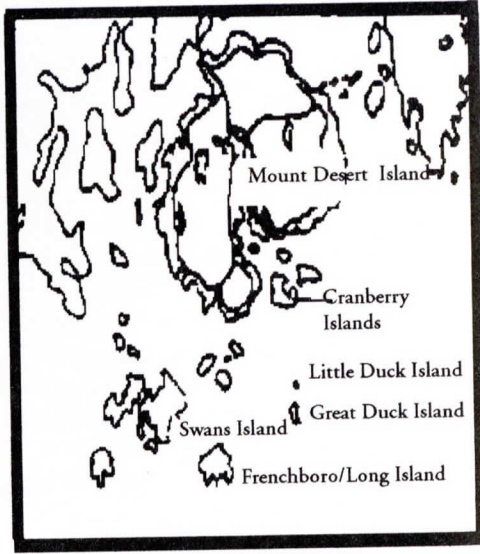 Mount Desert Island
Cranberry
Islands
Little Duck Island
Great Duck Island
Swans Island
Frenchboro/Long Island